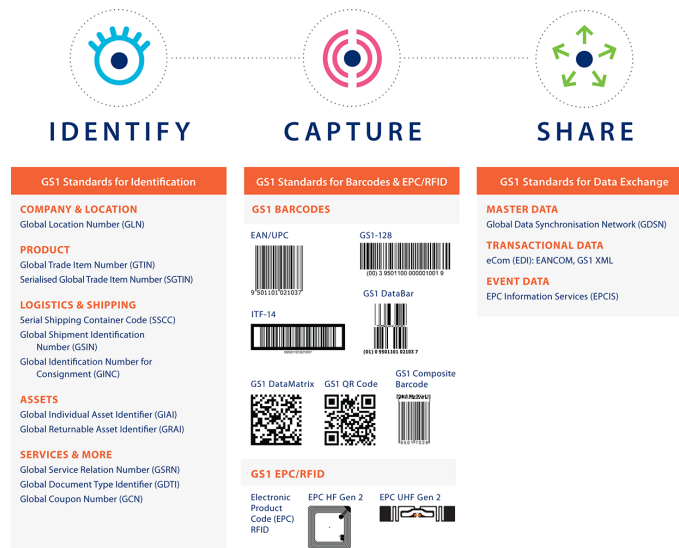 IDENTIFY
CAPTURE
SHARE
GS1 Standards for Identification
COMPANY & LOCATION
Global Location Number (GLN)
PRODUCT
Global Trade Item Number (GTIN)
Serialised Global Trade Item Number (SGTIN)
LOGISTICS & SHIPPING
Serial Shipping Container Code (SSCC)
Global Shipment Identification
Number (GSIN)
Global Identification Number for
Consignment (GINC)
ASSETS
Global Individual Asset Identifier (GIAI)
Global Returnable Asset Identifier (GRAI)
SERVICES & MORE
Global Service Relation Number (GSRN)
Global Document Type Identifier (GDTI)
Global Coupon Number (GCN)
GS1 Standards for Barcodes & EPC/RFID
GS1 BARCODES
EAN/UPC
9 501101 021037
GS1-128
(00) 3 9501100 000001001 9
GS1 DataBar
(01) 0 9501101 02103 7
ITF-14
GS1 DataMatrix
GS1 QR Code
GS1 Composite
Barcode
GS1 EPC/RFID
Electronic
Product
Code (EPC)
RFID
EPC HF Gen 2
EPC UHF Gen 2
GS1 Standards for Data Exchange
MASTER DATA
Global Data Synchronisation Network (GDSN)
TRANSACTIONAL DATA
eCom (EDI): EANCOM, GS1 XML
EVENT DATA
EPC Information Services (EPCIS)